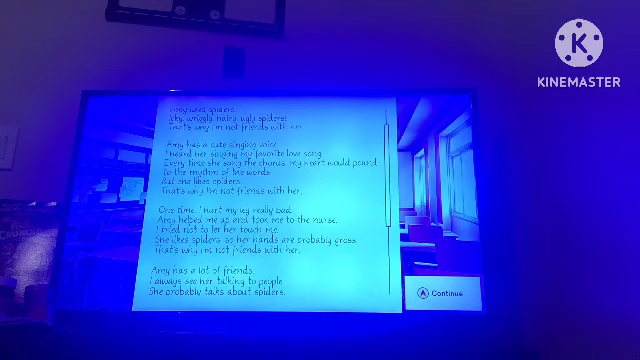 Amy likes spiders.
Icky, wriggly, hairy, ugly spiders!
That's why I'm not friends with her.
Amy has a cute singing voice.
I heard her singing my favorite love song.
Every time she sang the chorus, my heart would pound
to the rhythm of the words.
But she likes spiders.
That's why I'm not friends with her.
One time, I hurt my leg really bad.
Amy helped me up and took me to the nurse.
I tried not to let her touch me.
She likes spiders, so her hands are probably gross.
That's why I'm not friends with her.
Amy has a lot of friends.
I always see her talking to people
She probably talks about spiders.
A Continue
K
KINEMASTER